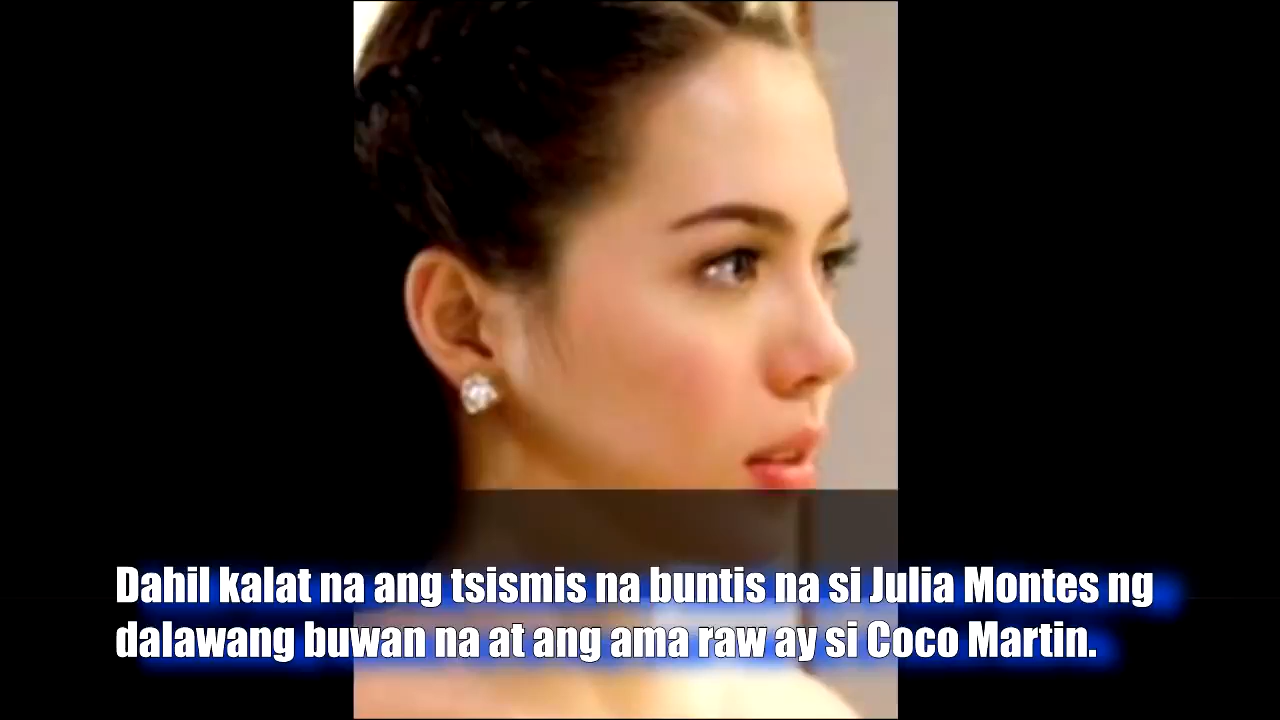 Dahil kalat na ang tsismis na buntis na si Julia Montes ng
dalawang buwan na at ang ama raw ay si Coco Martin.